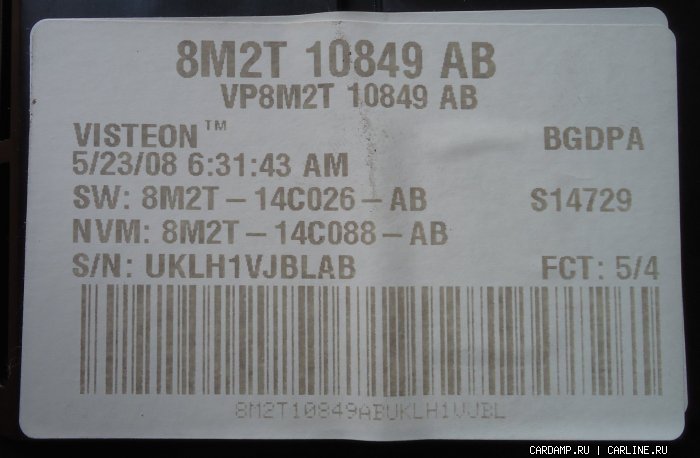 8M2T 10849 AB
VP8M2T 10849 AB
VISTEON™ BGDPA
5/23/08 6:31:43 AM
SW: 8M2T-14C026-AB S14729
NVM: 8M2T-14C088-AB
S/N: UKLH1VJBLAB FCT: 5/4
8M2T10849ABUKLH1VJBL
CARDAMP.RU | CARLINE.RU